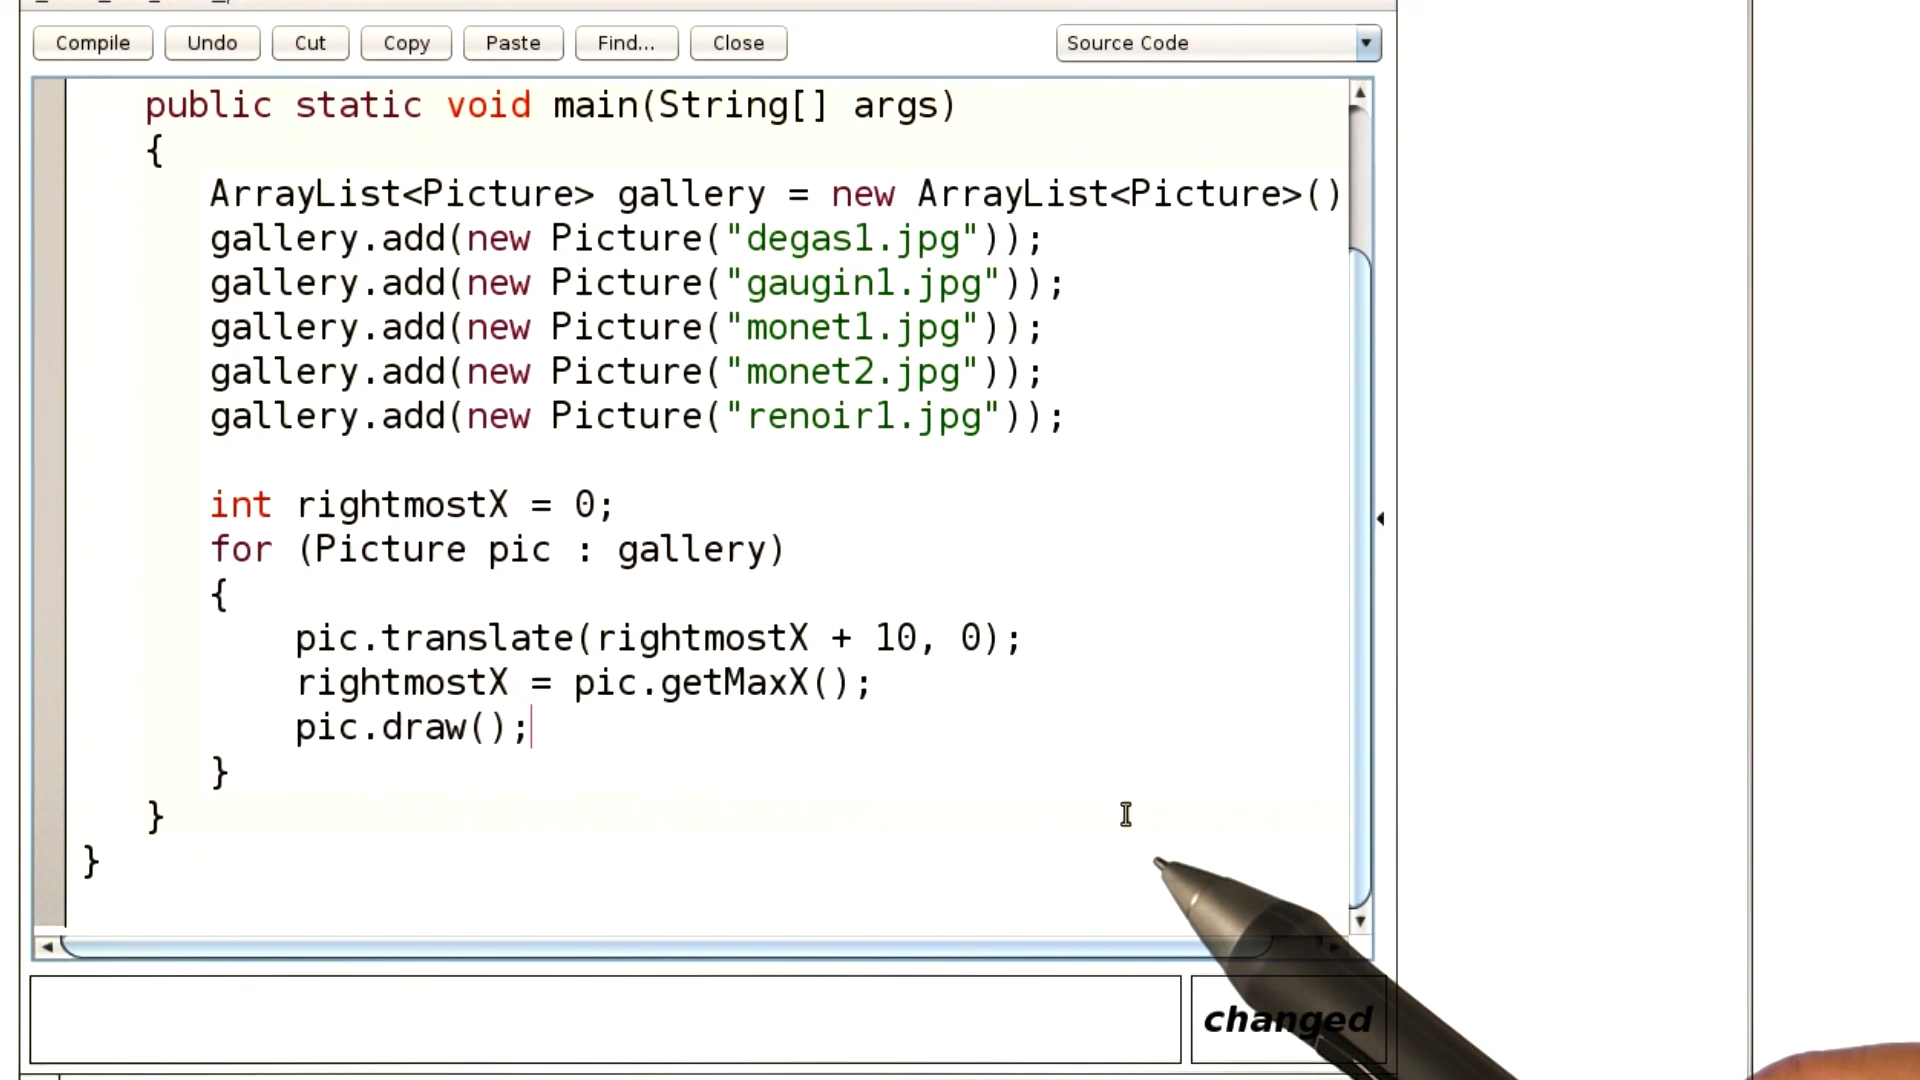 Compile Undo Cut Copy Paste Find... Close Source Code
public static void main(String[] args)
{
ArrayList<Picture> gallery = new ArrayList<Picture>()
gallery.add(new Picture("degas1.jpg"));
gallery.add(new Picture("gaugin1.jpg"));
gallery.add(new Picture("monet1.jpg"));
gallery.add(new Picture("monet2.jpg"));
gallery.add(new Picture("renoir1.jpg"));
int rightmostX = 0;
for (Picture pic : gallery)
{
pic.translate(rightmostX + 10, 0);
rightmostX = pic.getMaxX();
pic.draw();
}
}
}
changed